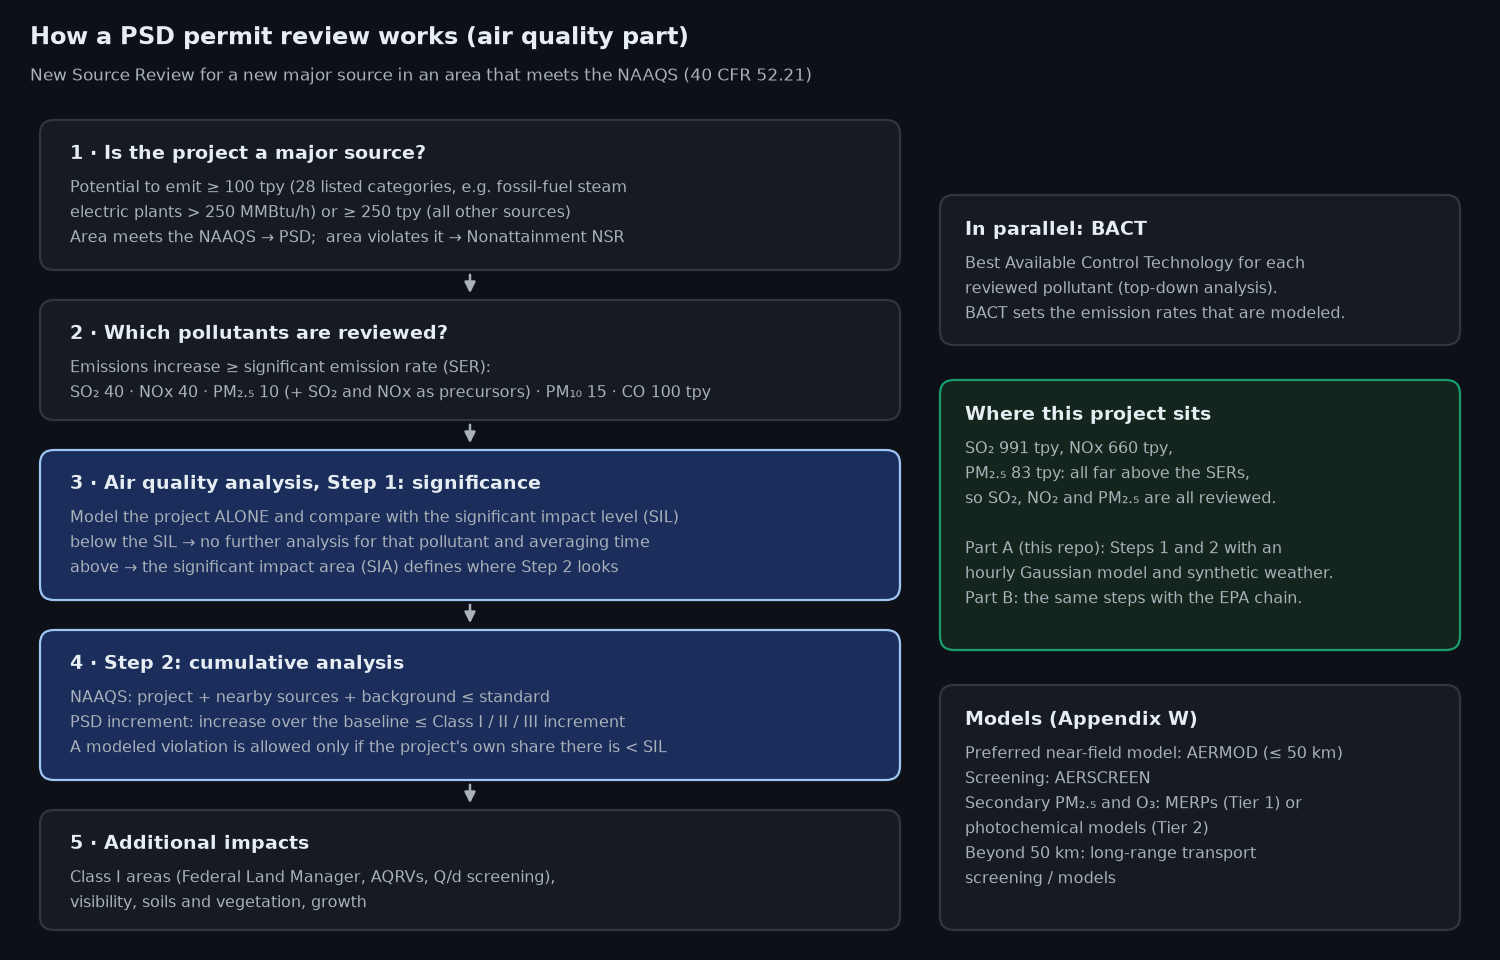 How a PSD permit review works (air quality part)
New Source Review for a new major source in an area that meets the NAAQS (40 CFR 52.21)
1 · Is the project a major source?
Potential to emit ≥ 100 tpy (28 listed categories, e.g. fossil-fuel steam
electric plants > 250 MMBtu/h) or ≥ 250 tpy (all other sources)
Area meets the NAAQS → PSD;  area violates it → Nonattainment NSR
2 · Which pollutants are reviewed?
Emissions increase ≥ significant emission rate (SER):
SO₂ 40 · NOx 40 · PM₂.₅ 10 (+ SO₂ and NOx as precursors) · PM₁₀ 15 · CO 100 tpy
3 · Air quality analysis, Step 1: significance
Model the project ALONE and compare with the significant impact level (SIL)
below the SIL → no further analysis for that pollutant and averaging time
above → the significant impact area (SIA) defines where Step 2 looks
4 · Step 2: cumulative analysis
NAAQS: project + nearby sources + background ≤ standard
PSD increment: increase over the baseline ≤ Class I / II / III increment
A modeled violation is allowed only if the project's own share there is < SIL
5 · Additional impacts
Class I areas (Federal Land Manager, AQRVs, Q/d screening),
visibility, soils and vegetation, growth
In parallel: BACT
Best Available Control Technology for each
reviewed pollutant (top-down analysis).
BACT sets the emission rates that are modeled.
Where this project sits
SO₂ 991 tpy, NOx 660 tpy,
PM₂.₅ 83 tpy: all far above the SERs,
so SO₂, NO₂ and PM₂.₅ are all reviewed.
Part A (this repo): Steps 1 and 2 with an
hourly Gaussian model and synthetic weather.
Part B: the same steps with the EPA chain.
Models (Appendix W)
Preferred near-field model: AERMOD (≤ 50 km)
Screening: AERSCREEN
Secondary PM₂.₅ and O₃: MERPs (Tier 1) or
photochemical models (Tier 2)
Beyond 50 km: long-range transport
screening / models